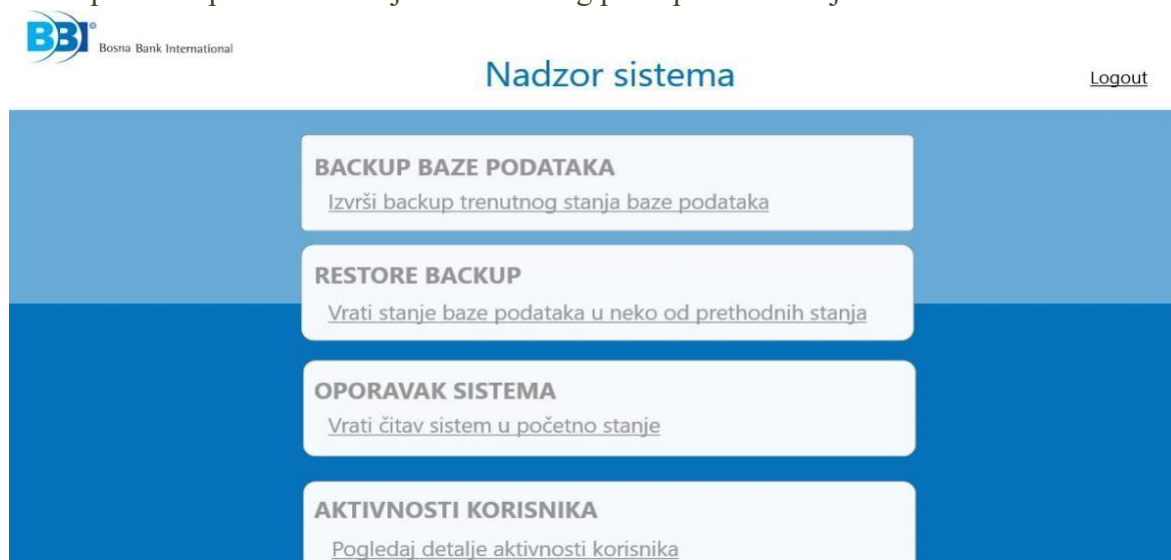 BBI
Bosna Bank International
Nadzor sistema
Logout
BACKUP BAZE PODATAKA
Izvrši backup trenutnog stanja baze podataka
RESTORE BACKUP
Vrati stanje baze podataka u neko od prethodnih stanja
OPORAVAK SISTEMA
Vrati čitav sistem u početno stanje
AKTIVNOSTI KORISNIKA
Pogledaj detalje aktivnosti korisnika